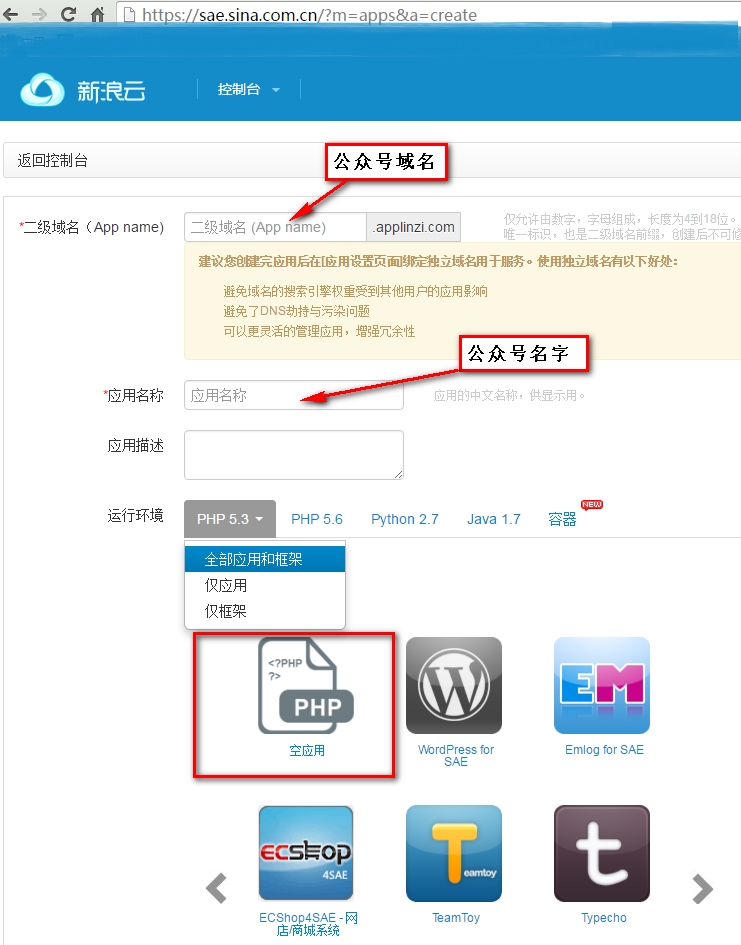 https://sae.sina.com.cn/?m=apps&a=create
新浪云
控制台
返回控制台
公众号域名
*二级域名（App name）
二级域名 (App name)
.applinzi.com
仅允许由数字，字母组成，长度为4到18位。
唯一标识，也是二级域名前缀，创建后不可修
建议您创建完应用后在[应用设置页面]绑定独立域名用于服务。使用独立域名有以下好处：
避免域名的搜索引擎权重受到其他用户的应用影响
避免了DNS劫持与污染问题
可以更灵活的管理应用，增强冗余性
公众号名字
*应用名称
应用名称
应用的中文名称，供显示用。
应用描述
运行环境
PHP 5.3
PHP 5.6
Python 2.7
Java 1.7
容器
NEW
全部应用和框架
仅应用
仅框架
<?PHP
?>
PHP
空应用
WordPress for
SAE
EM
Emlog for SAE
ECSHOP
4SAE
ECShop4SAE - 网
店/商城系统
Teamtoy
TeamToy
t
Typecho